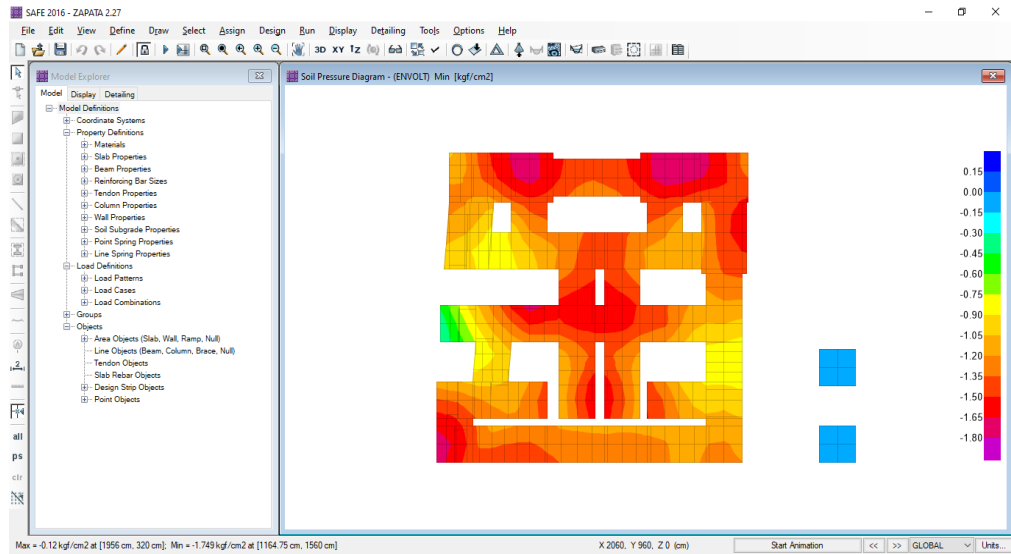 SAFE 2016 - ZAPATA 2.27
File Edit View Define Draw Select Assign Design Run Display Detailing Tools Options Help
3D XY
Model Explorer
Model Display Detailing
Model Definitions
Coordinate Systems
Property Definitions
Materials
Slab Properties
Beam Properties
Reinforcing Bar Sizes
Tendon Properties
Column Properties
Wall Properties
Soil Subgrade Properties
Point Spring Properties
Line Spring Properties
Load Definitions
Load Patterns
Load Cases
Load Combinations
Groups
Objects
Area Objects (Slab, Wall, Ramp, Null)
Line Objects (Beam, Column, Brace, Null)
Tendon Objects
Slab Rebar Objects
Design Strip Objects
Point Objects
all
ps
clr
Soil Pressure Diagram - (ENVOLT) Min [kgf/cm2]
0.15
0.00
-0.15
-0.30
-0.45
-0.60
-0.75
-0.90
-1.05
-1.20
-1.35
-1.50
-1.65
-1.80
Max = -0.12 kgf/cm2 at [1956 cm, 320 cm]; Min = -1.749 kgf/cm2 at [1164.75 cm, 1560 cm]
X 2060, Y 960, Z 0 (cm)
Start Animation
<< >>
GLOBAL
Units...